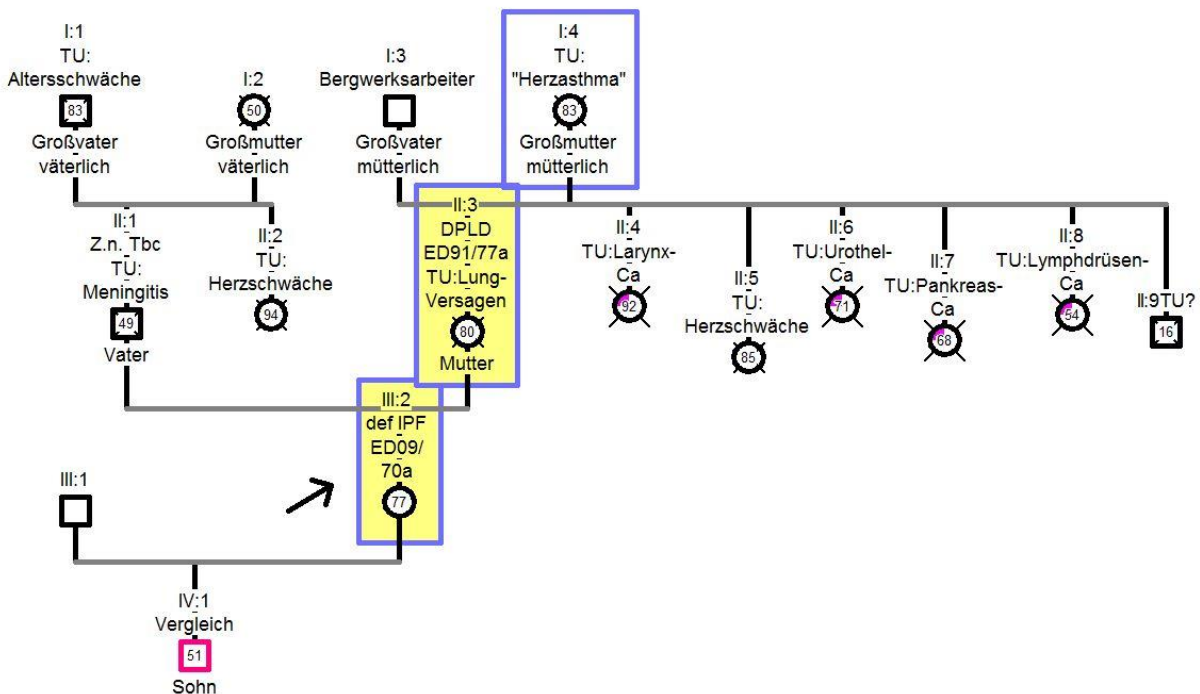 I:1
TU:
Altersschwäche
83
Großvater
väterlich
I:2
50
Großmutter
väterlich
I:3
Bergwerksarbeiter
Großvater
mütterlich
I:4
TU:
"Herzasthma"
83
Großmutter
mütterlich
II:1
Z.n. Tbc
TU:
Meningitis
49
Vater
II:2
TU:
Herzschwäche
94
II:3
DPLD
ED91/77a
TU:Lung-
Versagen
80
Mutter
II:4
TU:Larynx-
Ca
92
II:5
TU:
Herzschwäche
85
II:6
TU:Urothel-
Ca
71
II:7
TU:Pankreas-
Ca
68
II:8
TU:Lymphdrüsen-
Ca
54
II:9TU?
16
III:1
III:2
def IPF
ED09/
70a
77
IV:1
Vergleich
51
Sohn